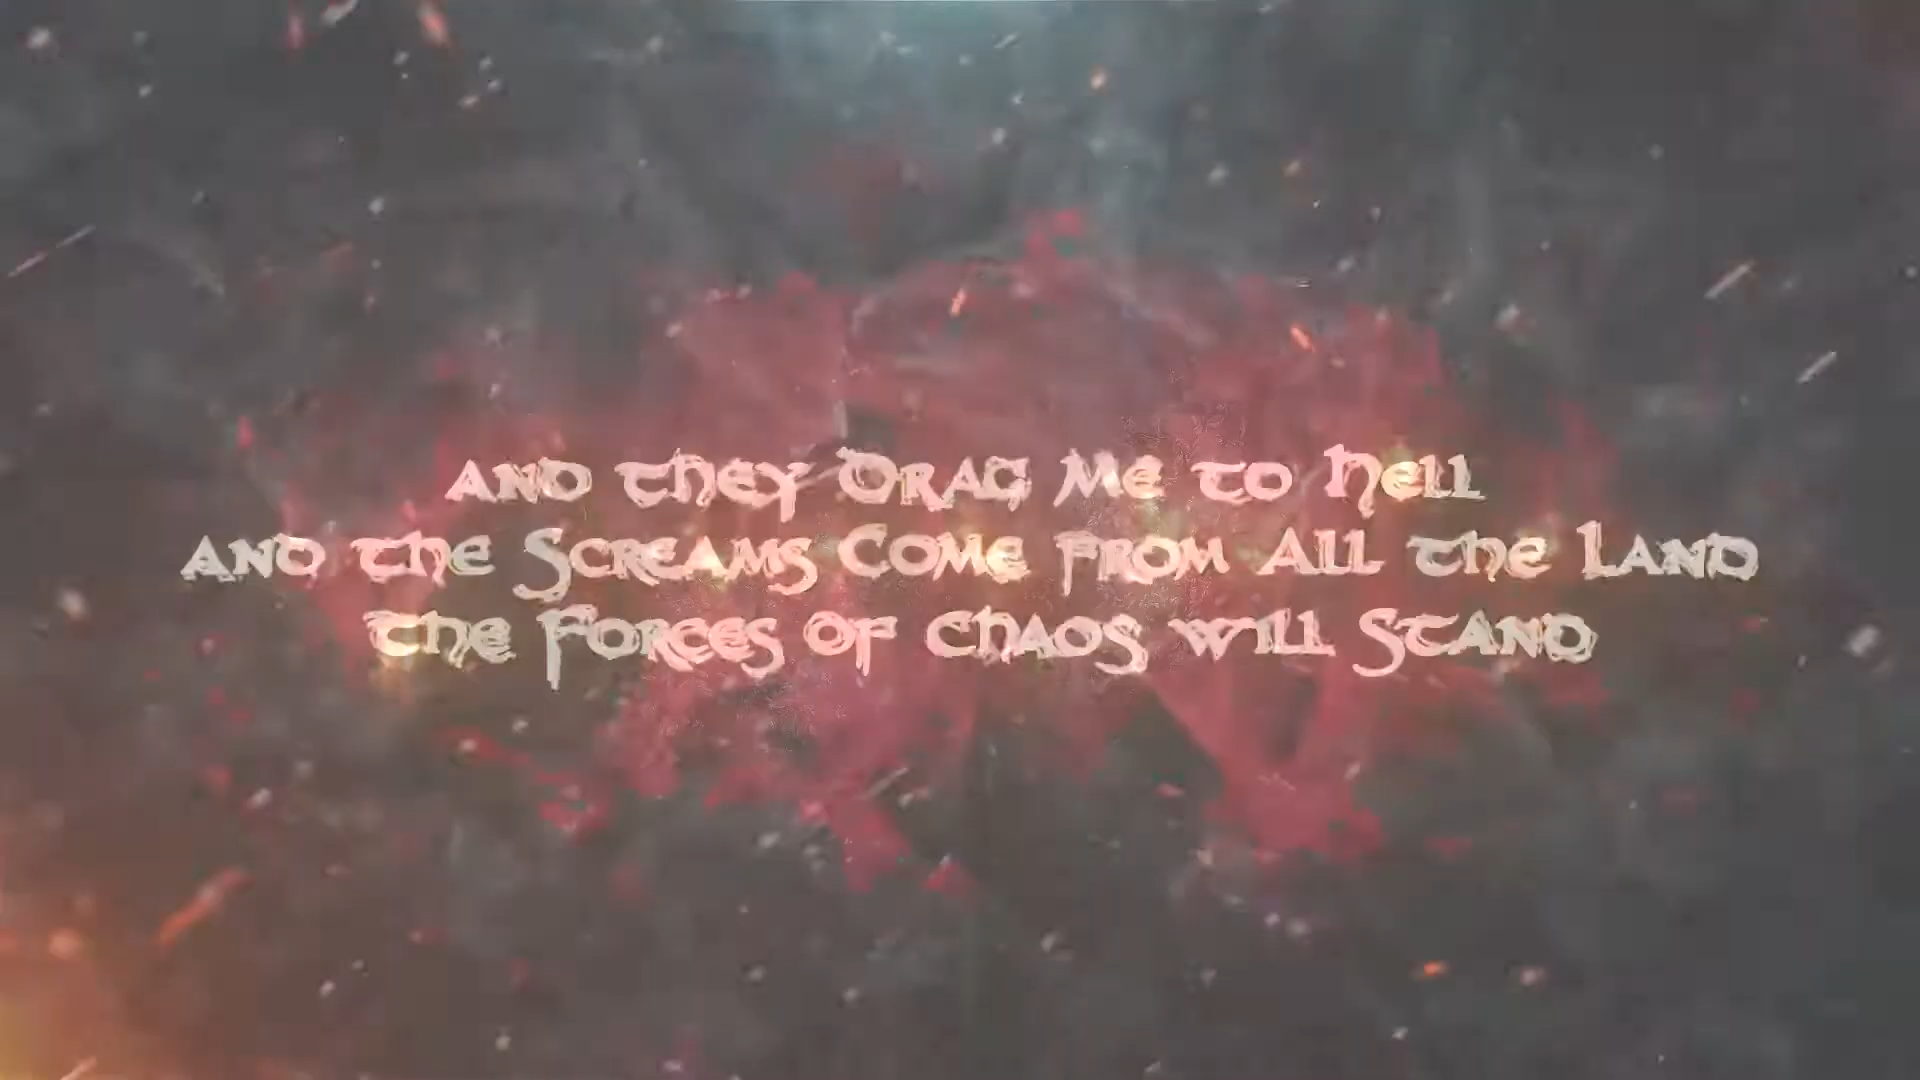 and they Drag Me to Hell
and the Screams Come from All the Land
the Forces of Chaos will Stand